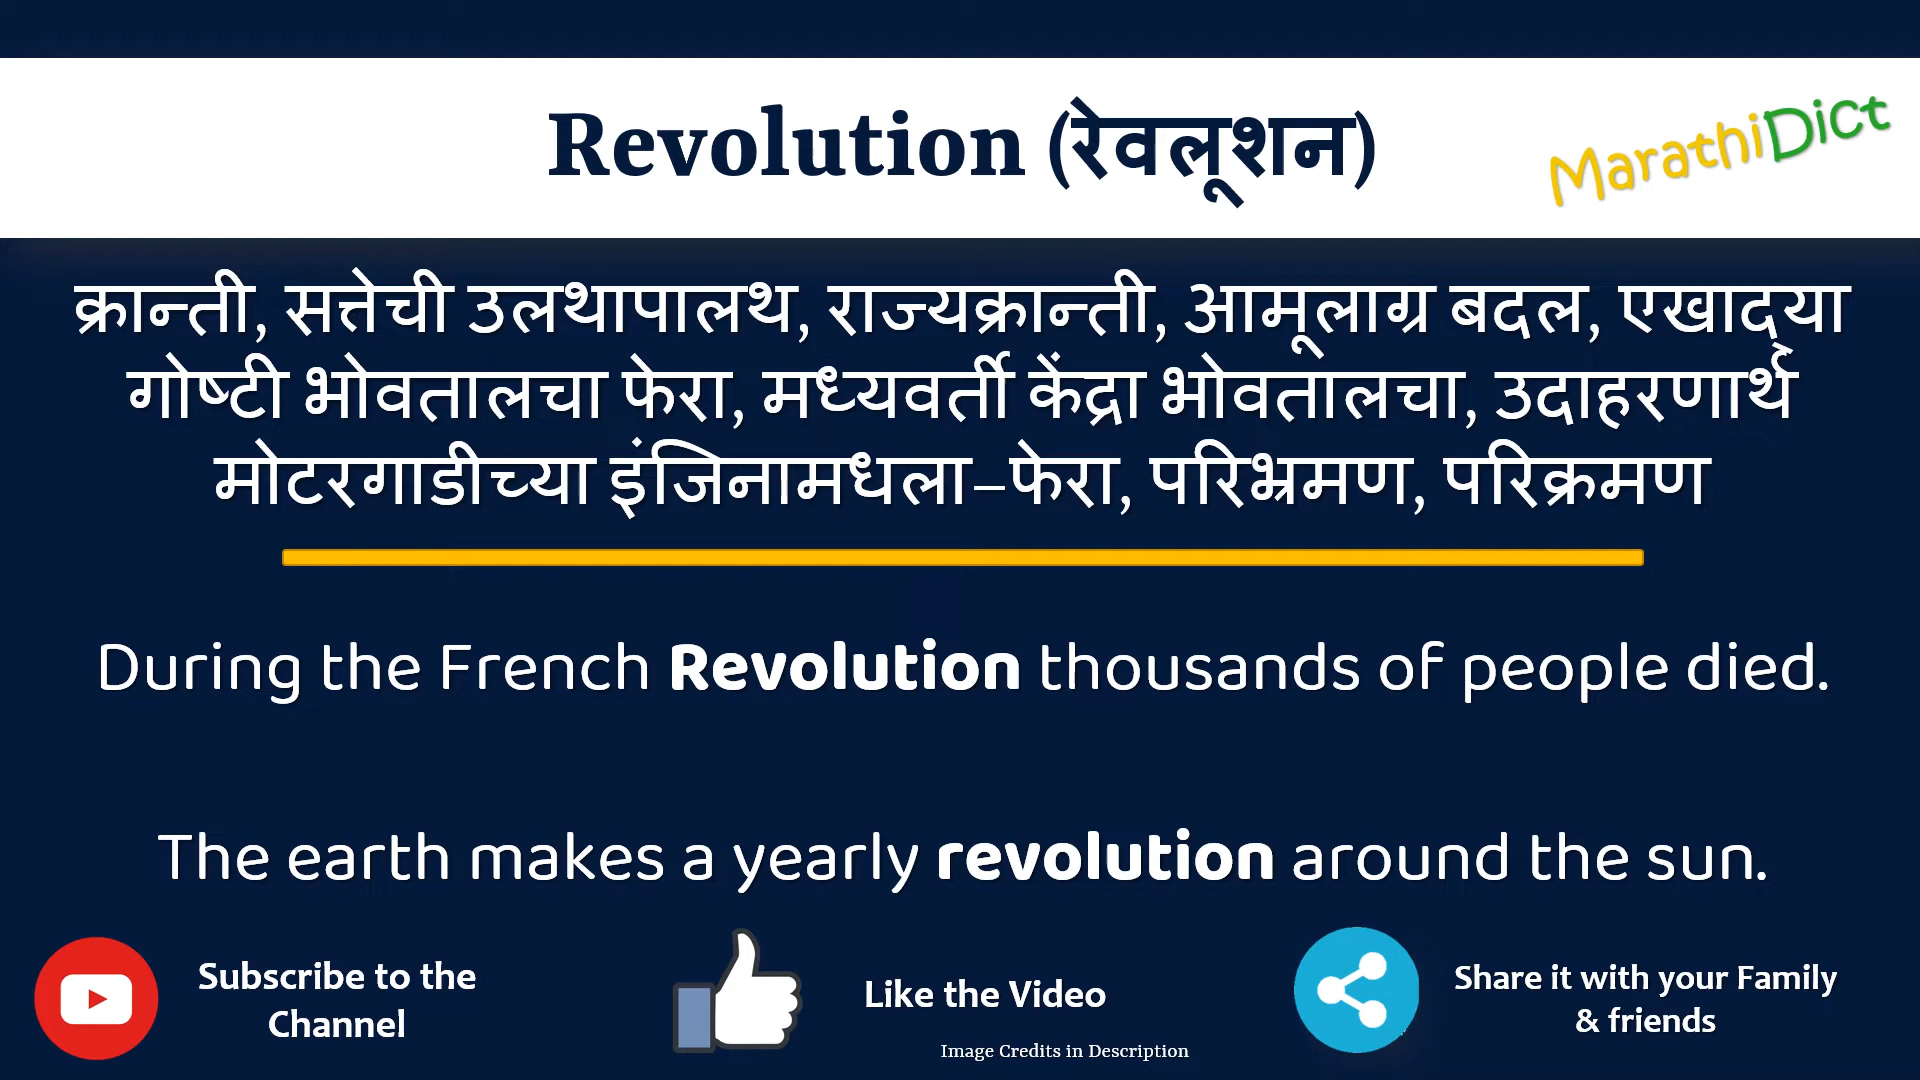 Revolution (रेवलूशन)
MarathiDict
क्रान्ती, सत्तेची उलथापालथ, राज्यक्रान्ती, आमूलाग्र बदल, एखाद्‍या
गोष्टी भोवतालचा फेरा, मध्यवर्ती केंद्रा भोवतालचा, उदाहरणार्थ
मोटरगाडीच्या इंजिनामधला–फेरा, परिभ्रमण, परिक्रमण
During the French Revolution thousands of people died.
The earth makes a yearly revolution around the sun.
Subscribe to the
Channel
Like the Video
Share it with your Family
& friends
Image Credits in Description